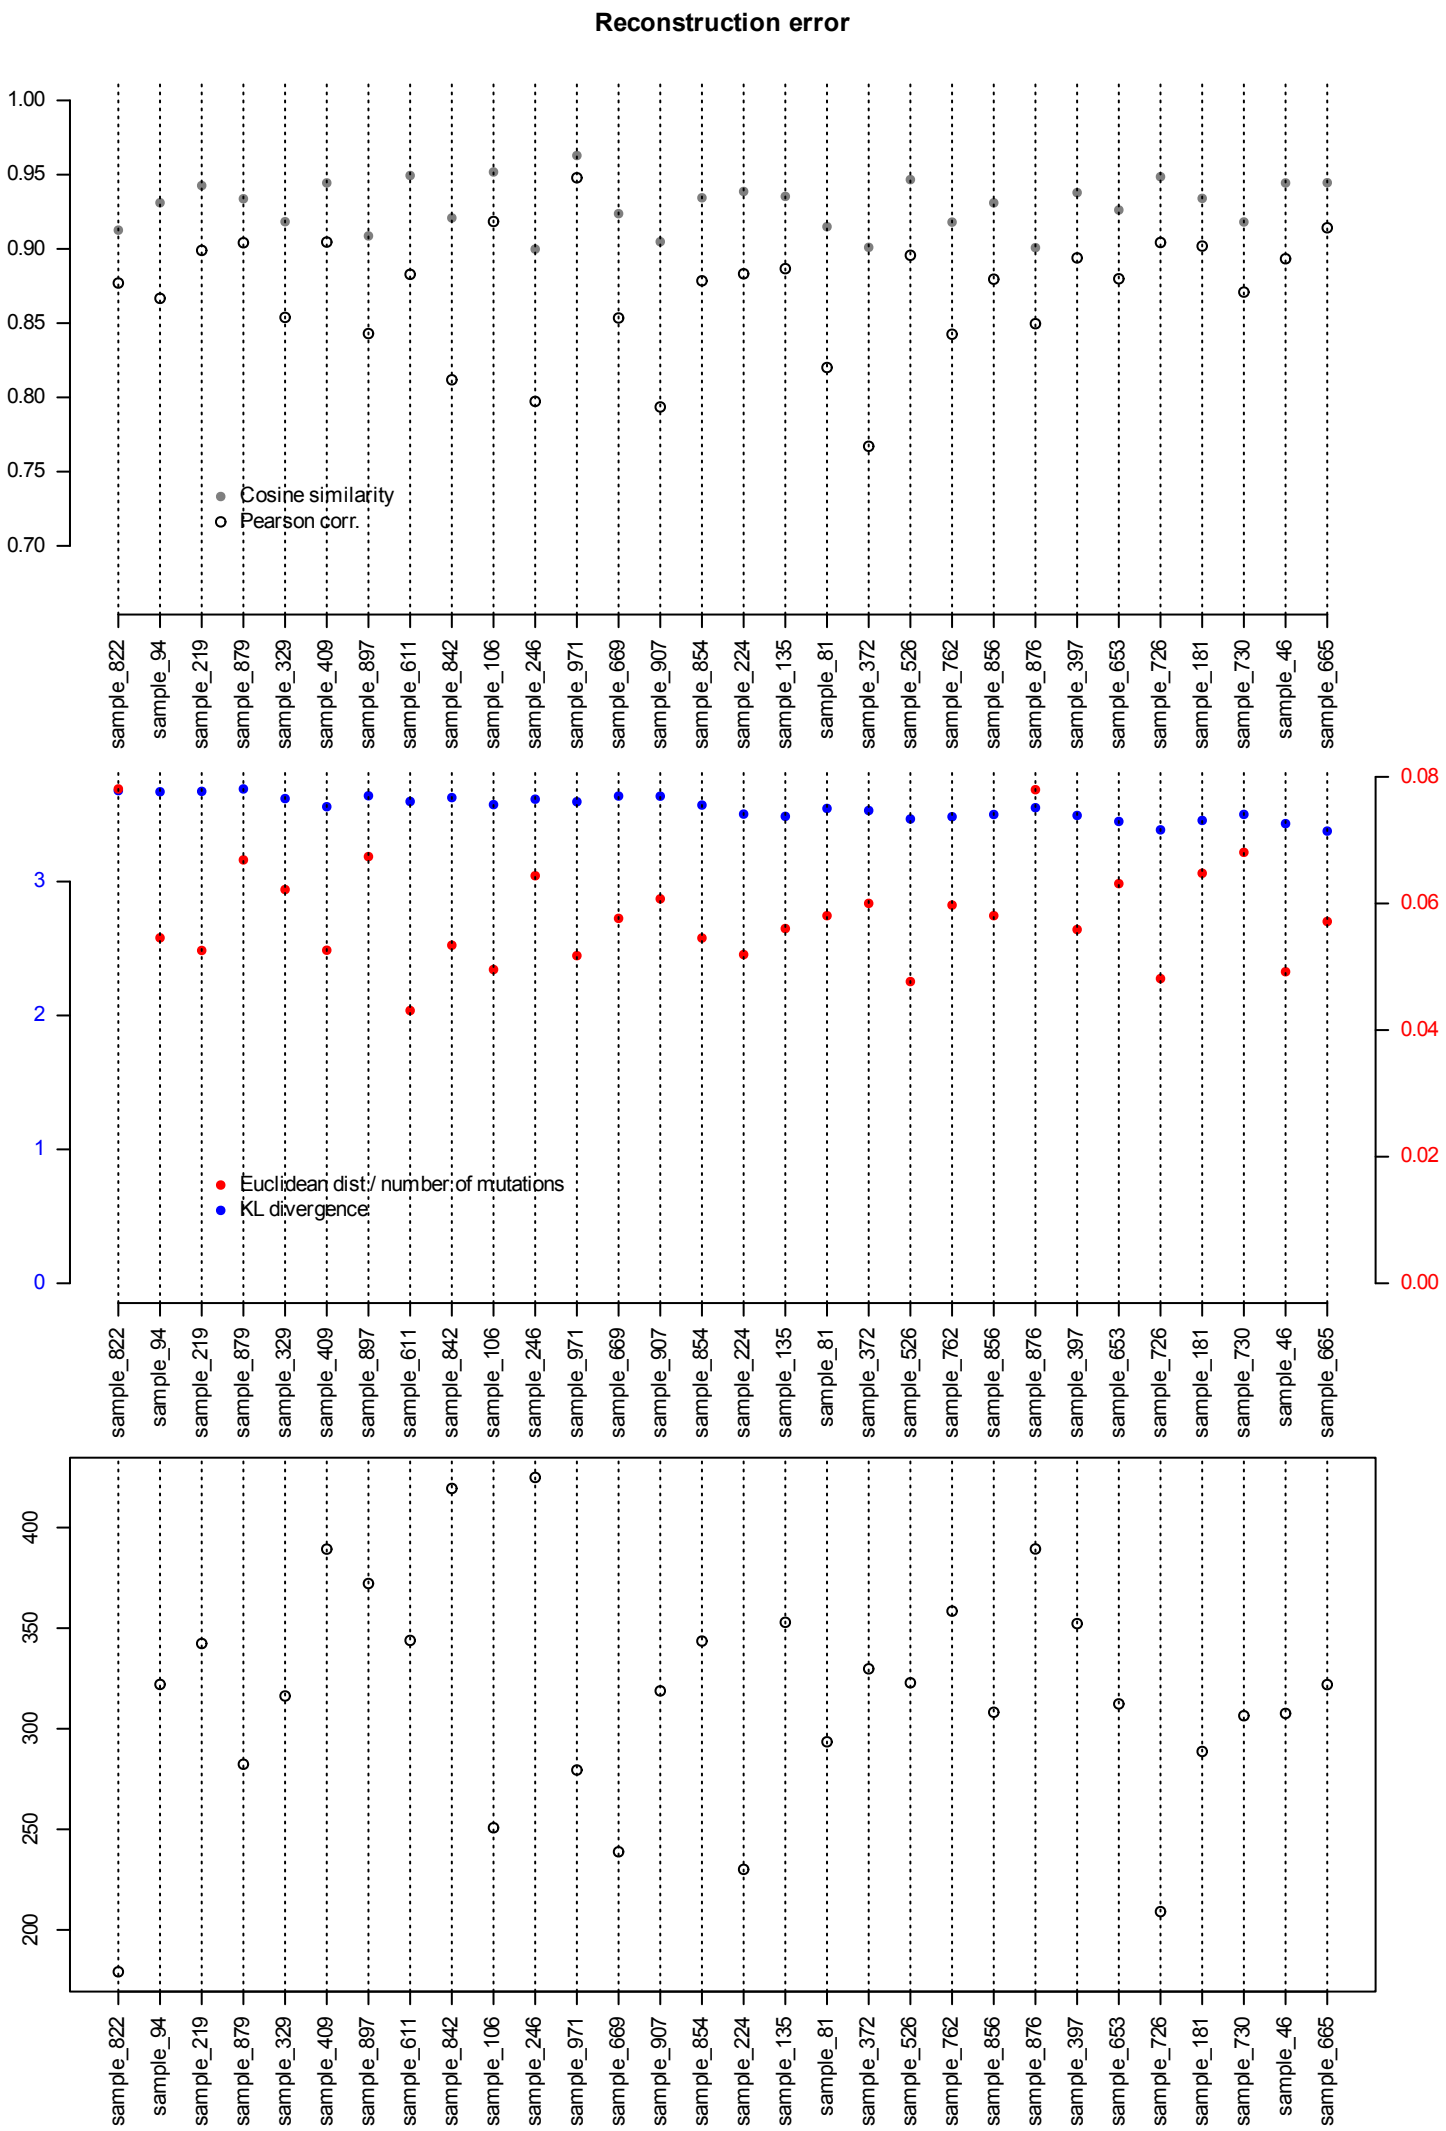 Reconstruction error
1.00
0.95
0.90
0.85
0.80
0.75
0.70
Cosine similarity
Pearson corr.
sample_822
sample_94
sample_219
sample_879
sample_329
sample_409
sample_897
sample_611
sample_842
sample_106
sample_246
sample_971
sample_669
sample_907
sample_854
sample_224
sample_135
sample_81
sample_372
sample_526
sample_762
sample_856
sample_876
sample_397
sample_653
sample_726
sample_181
sample_730
sample_46
sample_665
3
2
1
0
0.08
0.06
0.04
0.02
0.00
Euclidean dist./ number of mutations
KL divergence
sample_822
sample_94
sample_219
sample_879
sample_329
sample_409
sample_897
sample_611
sample_842
sample_106
sample_246
sample_971
sample_669
sample_907
sample_854
sample_224
sample_135
sample_81
sample_372
sample_526
sample_762
sample_856
sample_876
sample_397
sample_653
sample_726
sample_181
sample_730
sample_46
sample_665
400
350
300
250
200
sample_822
sample_94
sample_219
sample_879
sample_329
sample_409
sample_897
sample_611
sample_842
sample_106
sample_246
sample_971
sample_669
sample_907
sample_854
sample_224
sample_135
sample_81
sample_372
sample_526
sample_762
sample_856
sample_876
sample_397
sample_653
sample_726
sample_181
sample_730
sample_46
sample_665